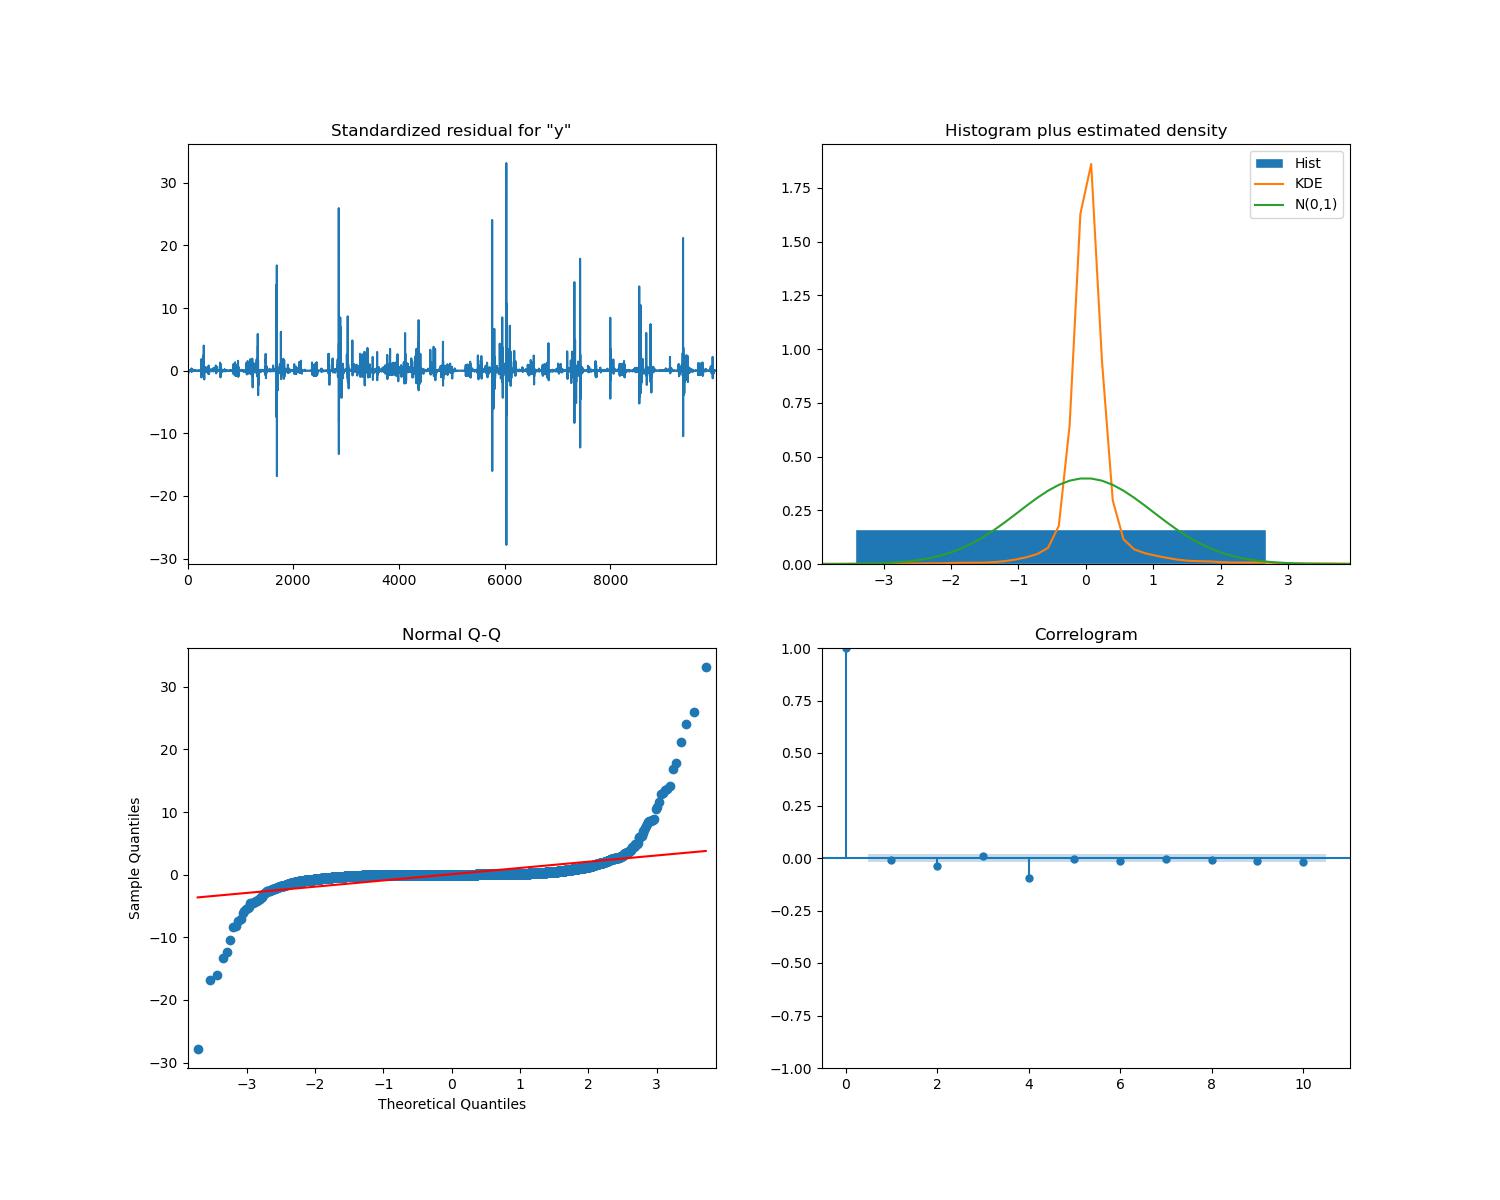 Standardized residual for "y"
30
20
10
0
−10
−20
−30
0 2000 4000 6000 8000
Histogram plus estimated density
Hist
KDE
N(0,1)
1.75
1.50
1.25
1.00
0.75
0.50
0.25
0.00
−3 −2 −1 0 1 2 3
Normal Q-Q
Sample Quantiles
30
20
10
0
−10
−20
−30
−3 −2 −1 0 1 2 3
Theoretical Quantiles
Correlogram
1.00
0.75
0.50
0.25
0.00
−0.25
−0.50
−0.75
−1.00
0 2 4 6 8 10